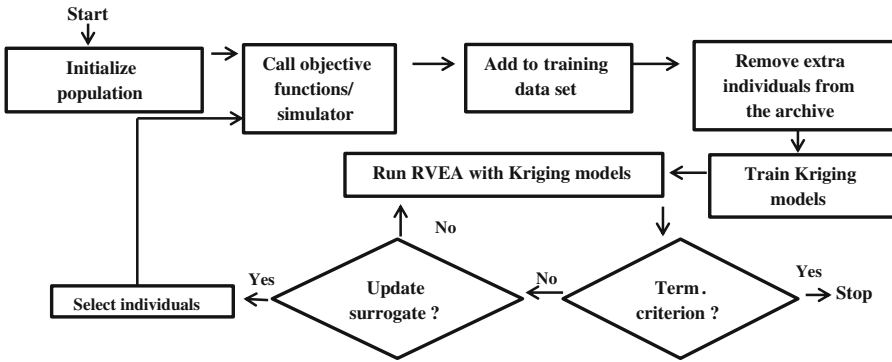 Start
Initialize
population
Call objective
functions/
simulator
Add to training
data set
Remove extra
individuals from
the archive
Train Kriging
models
Run RVEA with Kriging models
No
Term.
criterion ?
Yes
Stop
No
Update
surrogate ?
Yes
Select individuals